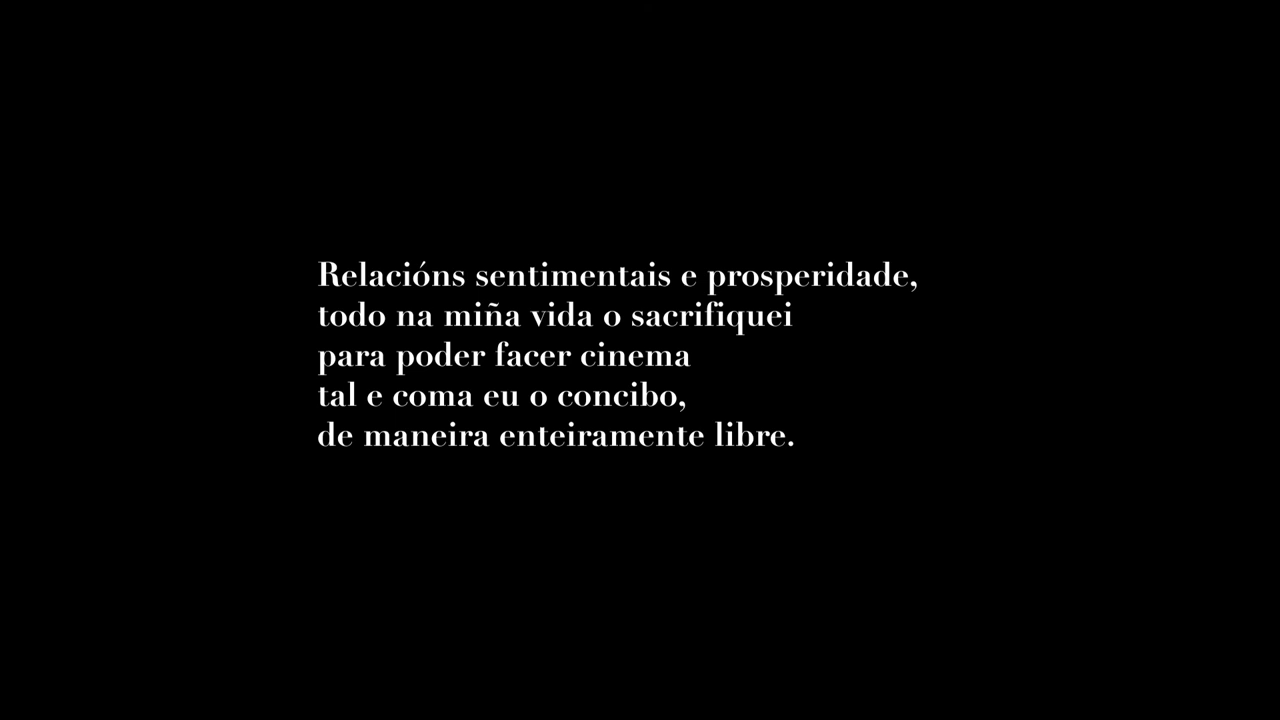 Relacións sentimentais e prosperidade,
todo na miña vida o sacrifiquei
para poder facer cinema
tal e coma eu o concibo,
de maneira enteiramente libre.